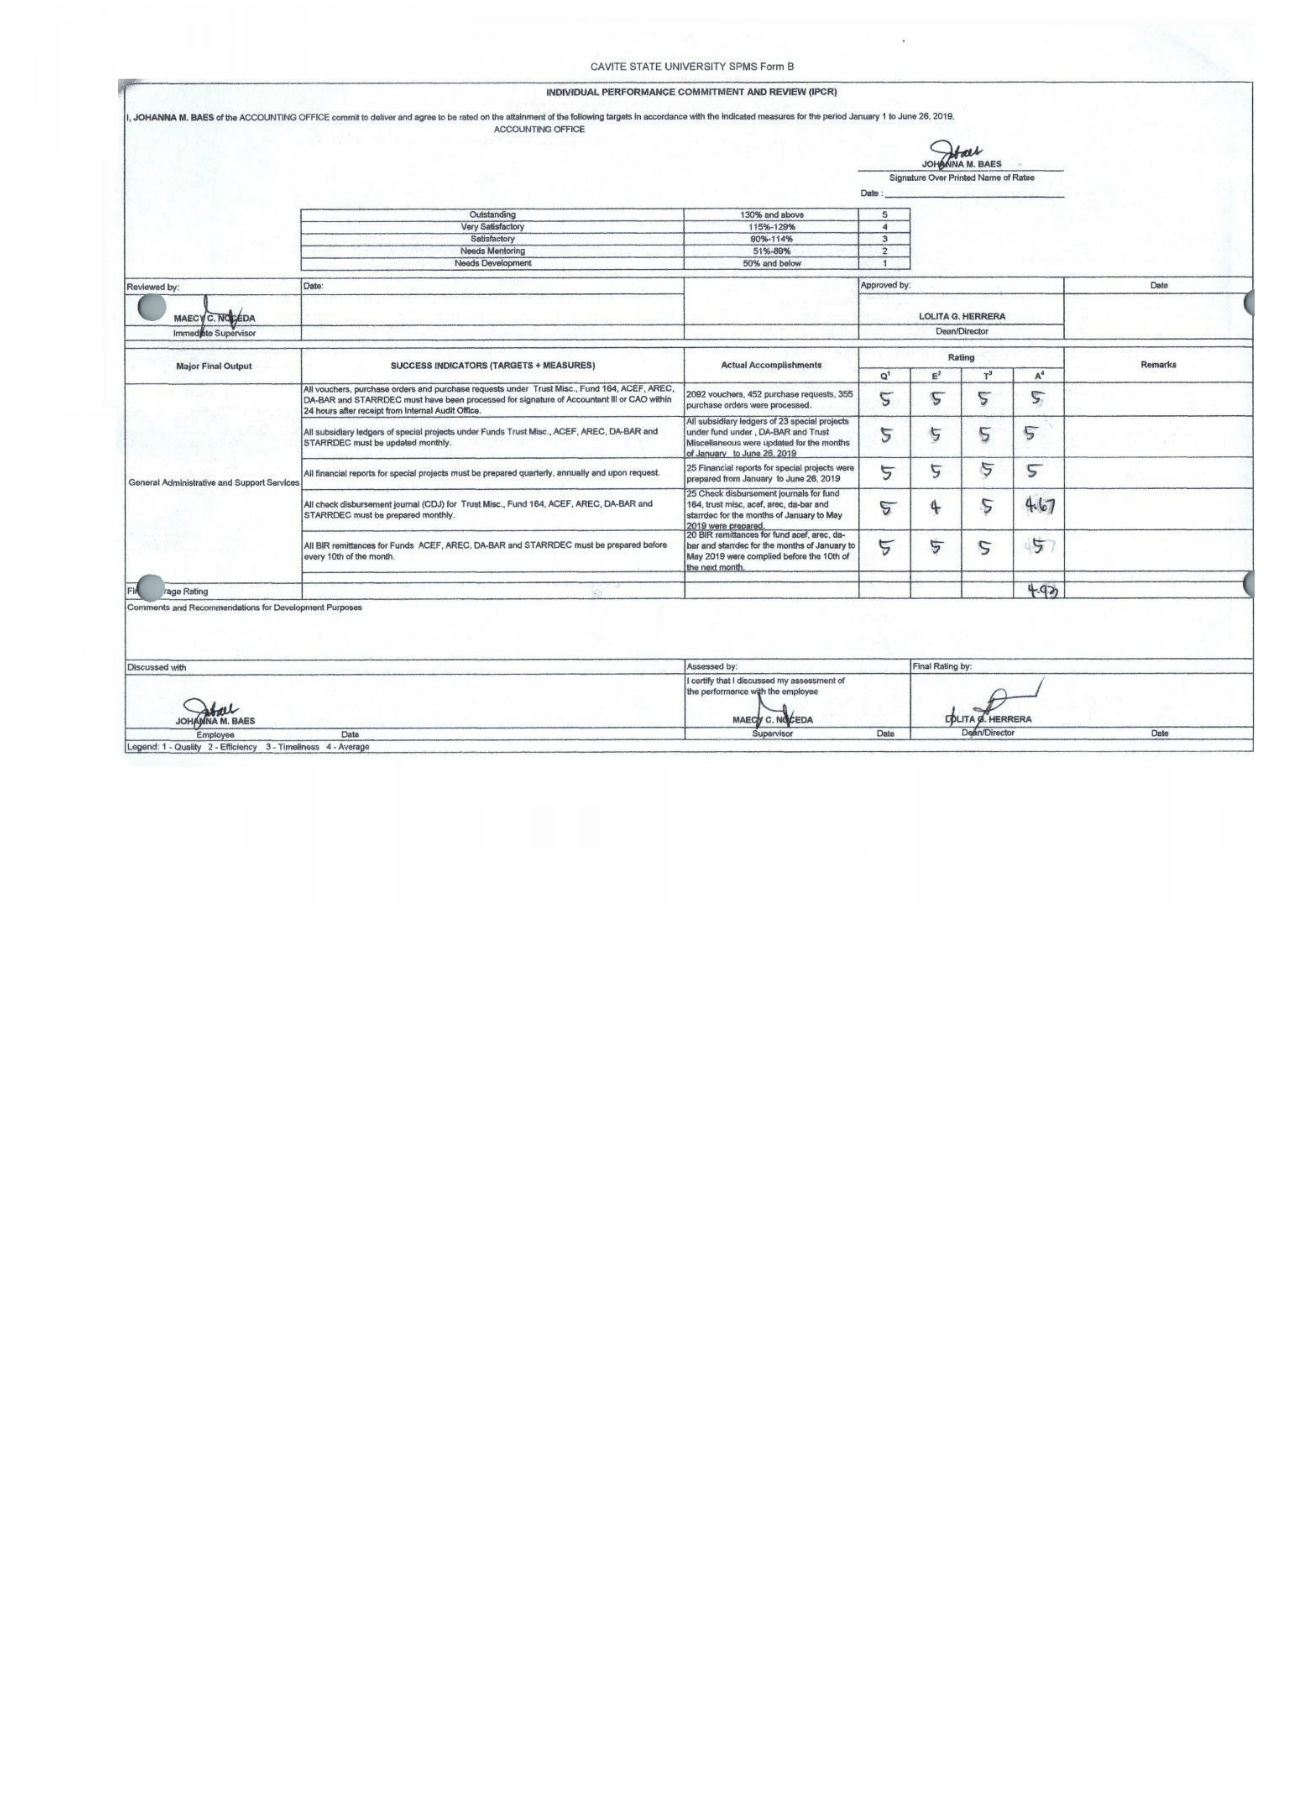 CAVITE STATE UNIVERSITY SPMS Form B
INDIVIDUAL PERFORMANCE COMMITMENT AND REVIEW (IPCR)
I, JOHANNA M. BAES of the ACCOUNTING OFFICE commit to deliver and agree to be rated on the attainment of the following targets in accordance with the indicated measures for the period January 1 to June 26, 2019.
ACCOUNTING OFFICE
JOHANNA M. BAES
Signature Over Printed Name of Ratee
Date :
Outstanding 130% and above 5
Very Satisfactory 115%-129% 4
Satisfactory 90%-114% 3
Needs Mentoring 51%-89% 2
Needs Development 50% and below 1
Reviewed by: Date: Approved by: Date
MAECY C. NOCEDA LOLITA G. HERRERA
Immediate Supervisor Dean/Director
Major Final Output SUCCESS INDICATORS (TARGETS + MEASURES) Actual Accomplishments Rating Remarks
Q1 E2 T3 A4
General Administrative and Support Services
All vouchers, purchase orders and purchase requests under Trust Misc., Fund 164, ACEF, AREC,
DA-BAR and STARRDEC must have been processed for signature of Accountant III or CAO within
24 hours after receipt from Internal Audit Office.
2092 vouchers, 452 purchase requests, 355
purchase orders were processed.
5 5 5 5
All subsidiary ledgers of special projects under Funds Trust Misc., ACEF, AREC, DA-BAR and
STARRDEC must be updated monthly.
All subsidiary ledgers of 23 special projects
under fund under , DA-BAR and Trust
Miscellaneous were updated for the months
of January to June 26, 2019
5 5 5 5
All financial reports for special projects must be prepared quarterly, annually and upon request.
25 Financial reports for special projects were
prepared from January to June 26, 2019
5 5 5 5
All check disbursement journal (CDJ) for Trust Misc., Fund 164, ACEF, AREC, DA-BAR and
STARRDEC must be prepared monthly.
25 Check disbursement journals for fund
164, trust misc, acef, arec, da-bar and
starrdec for the months of January to May
2019 were prepared.
5 4 5 4.67
All BIR remittances for Funds ACEF, AREC, DA-BAR and STARRDEC must be prepared before
every 10th of the month.
20 BIR remittances for fund acef, arec, da-
bar and starrdec for the months of January to
May 2019 were complied before the 10th of
the next month.
5 5 5 5
rage Rating 4.93
Comments and Recommendations for Development Purposes
Discussed with Assessed by: Final Rating by:
I certify that I discussed my assessment of
the performance with the employee
JOHANNA M. BAES MAECY C. NOCEDA LOLITA G. HERRERA
Employee Date Supervisor Date Dean/Director Date
Legend: 1 - Quality 2 - Efficiency 3 - Timeliness 4 - Average